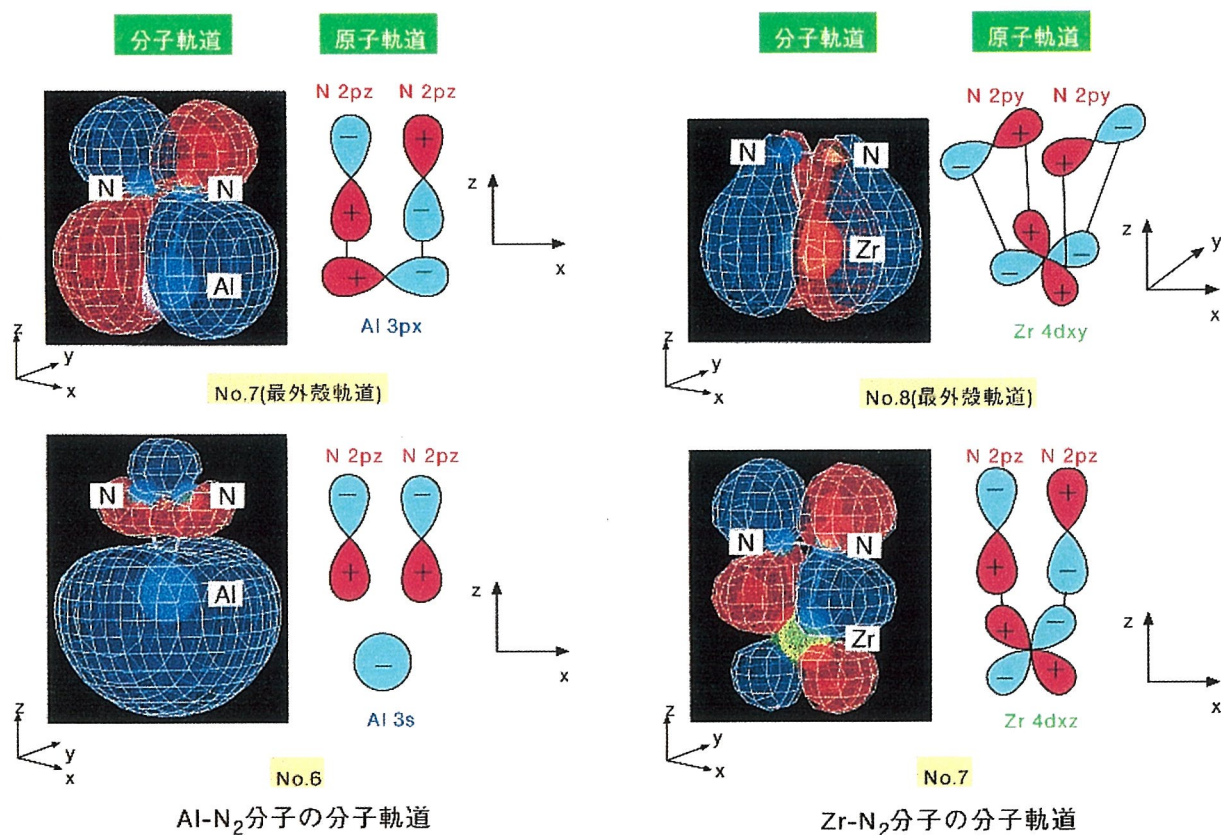 分子軌道
原子軌道
N 2pz N 2pz
− +
N N
+ −
Al
+ −
z
x
Al 3px
z
y
x
No.7(最外殻軌道)
N 2pz N 2pz
− −
N N
+ +
Al
−
z
x
Al 3s
z
y
x
No.6
Al-N₂分子の分子軌道
分子軌道
原子軌道
N 2py N 2py
+ −
N N
− +
Zr
+
− −
+
z
y
x
Zr 4dxy
z
y
x
No.8(最外殻軌道)
N 2pz N 2pz
− +
N N
+ −
Zr
+ −
− +
z
x
Zr 4dxz
z
y
x
No.7
Zr-N₂分子の分子軌道